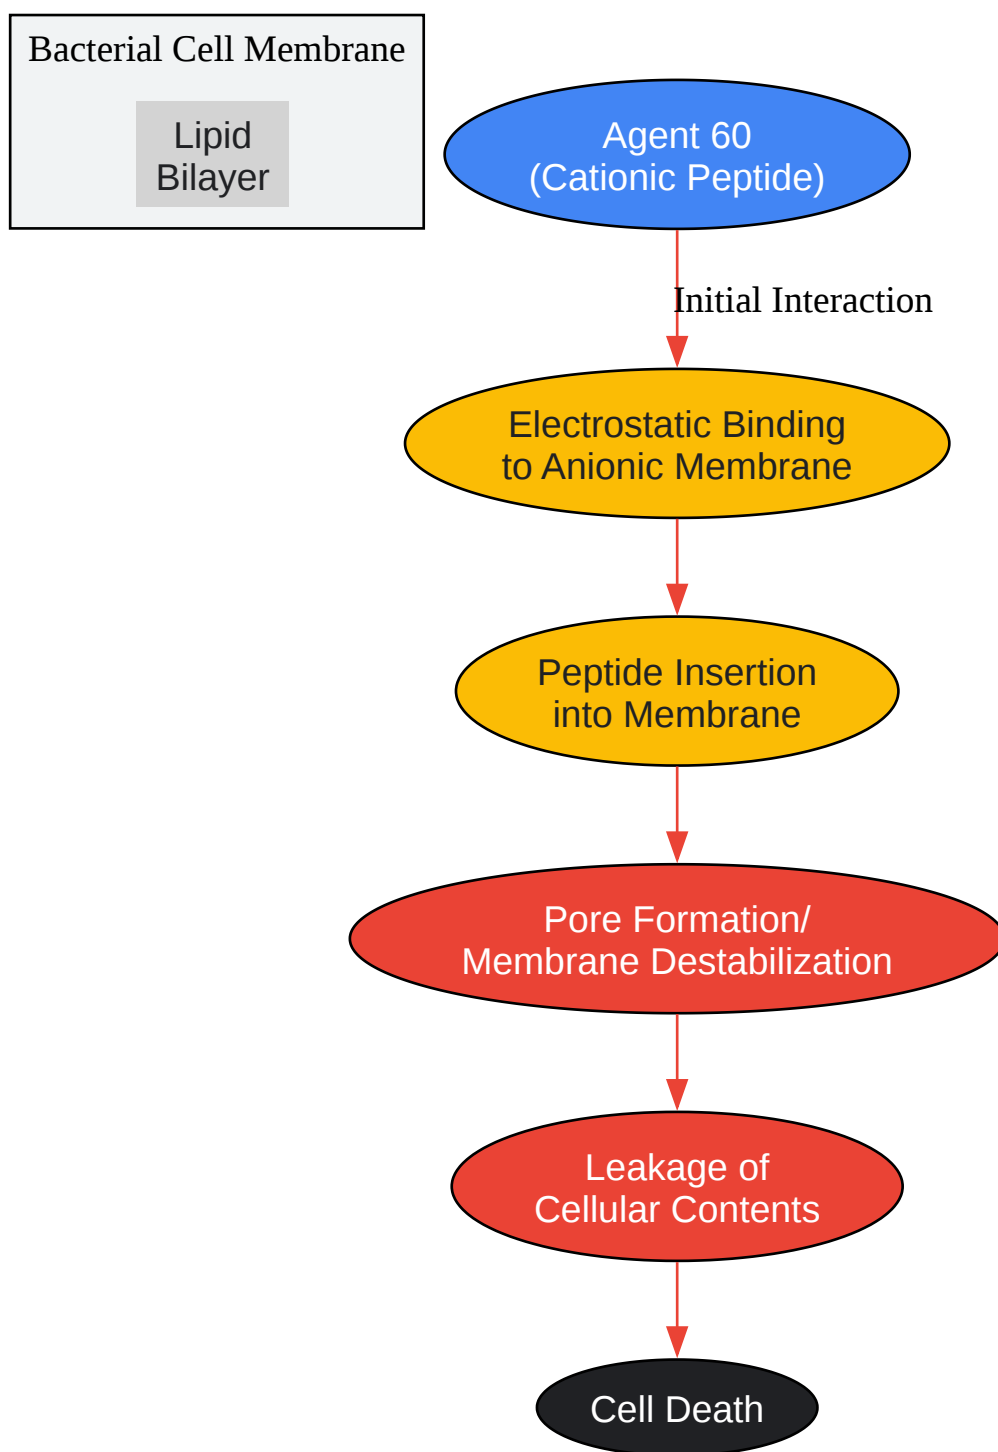 Bacterial Cell Membrane
Lipid
Bilayer
Agent 60
(Cationic Peptide)
Initial Interaction
Electrostatic Binding
to Anionic Membrane
Peptide Insertion
into Membrane
Pore Formation/
Membrane Destabilization
Leakage of
Cellular Contents
Cell Death